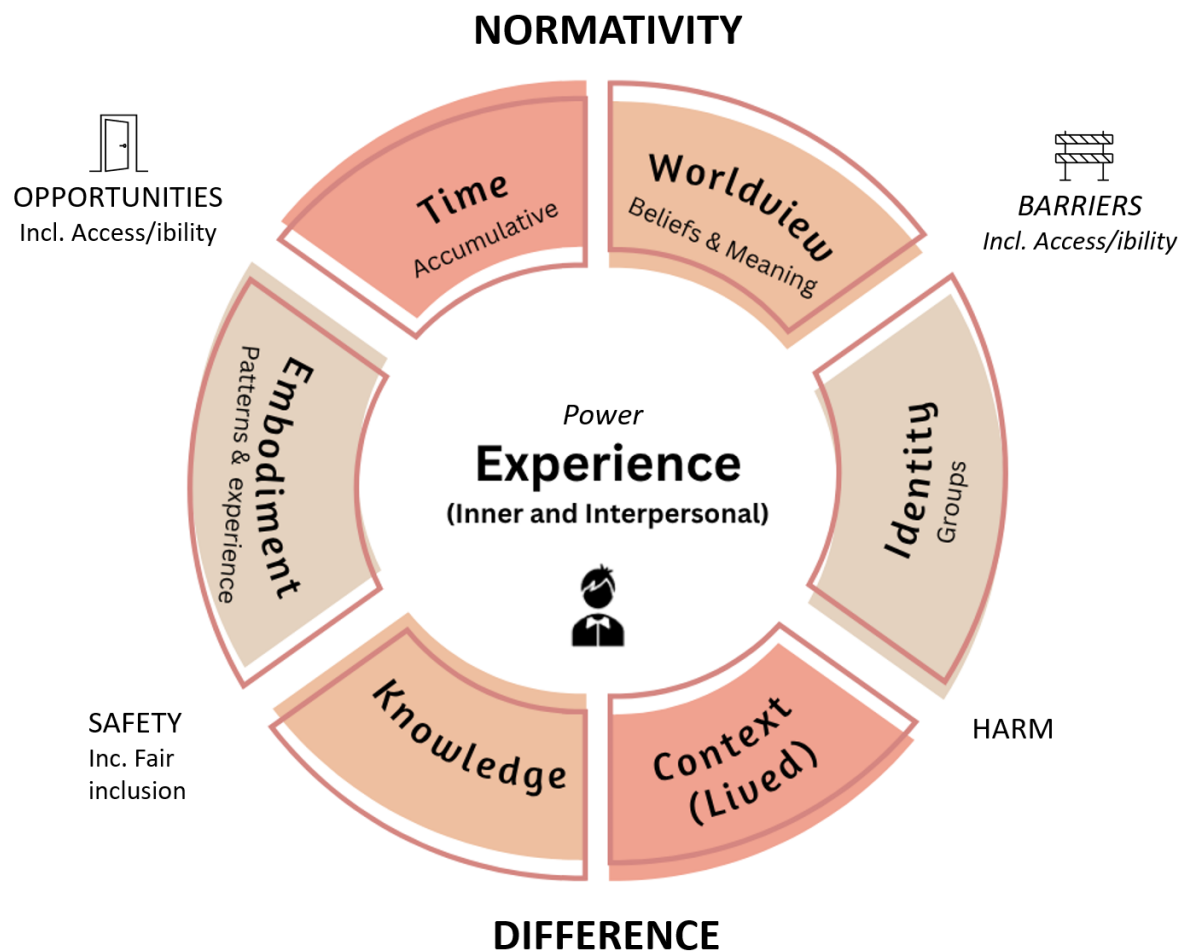 NORMATIVITY
OPPORTUNITIES
Incl. Access/ibility
BARRIERS
Incl. Access/ibility
Time
Accumulative
Worldview
Beliefs & Meaning
Embodiment
Patterns & experience
Identity
Groups
Power
Experience
(Inner and Interpersonal)
Knowledge
Context
(Lived)
SAFETY
Inc. Fair
inclusion
HARM
DIFFERENCE